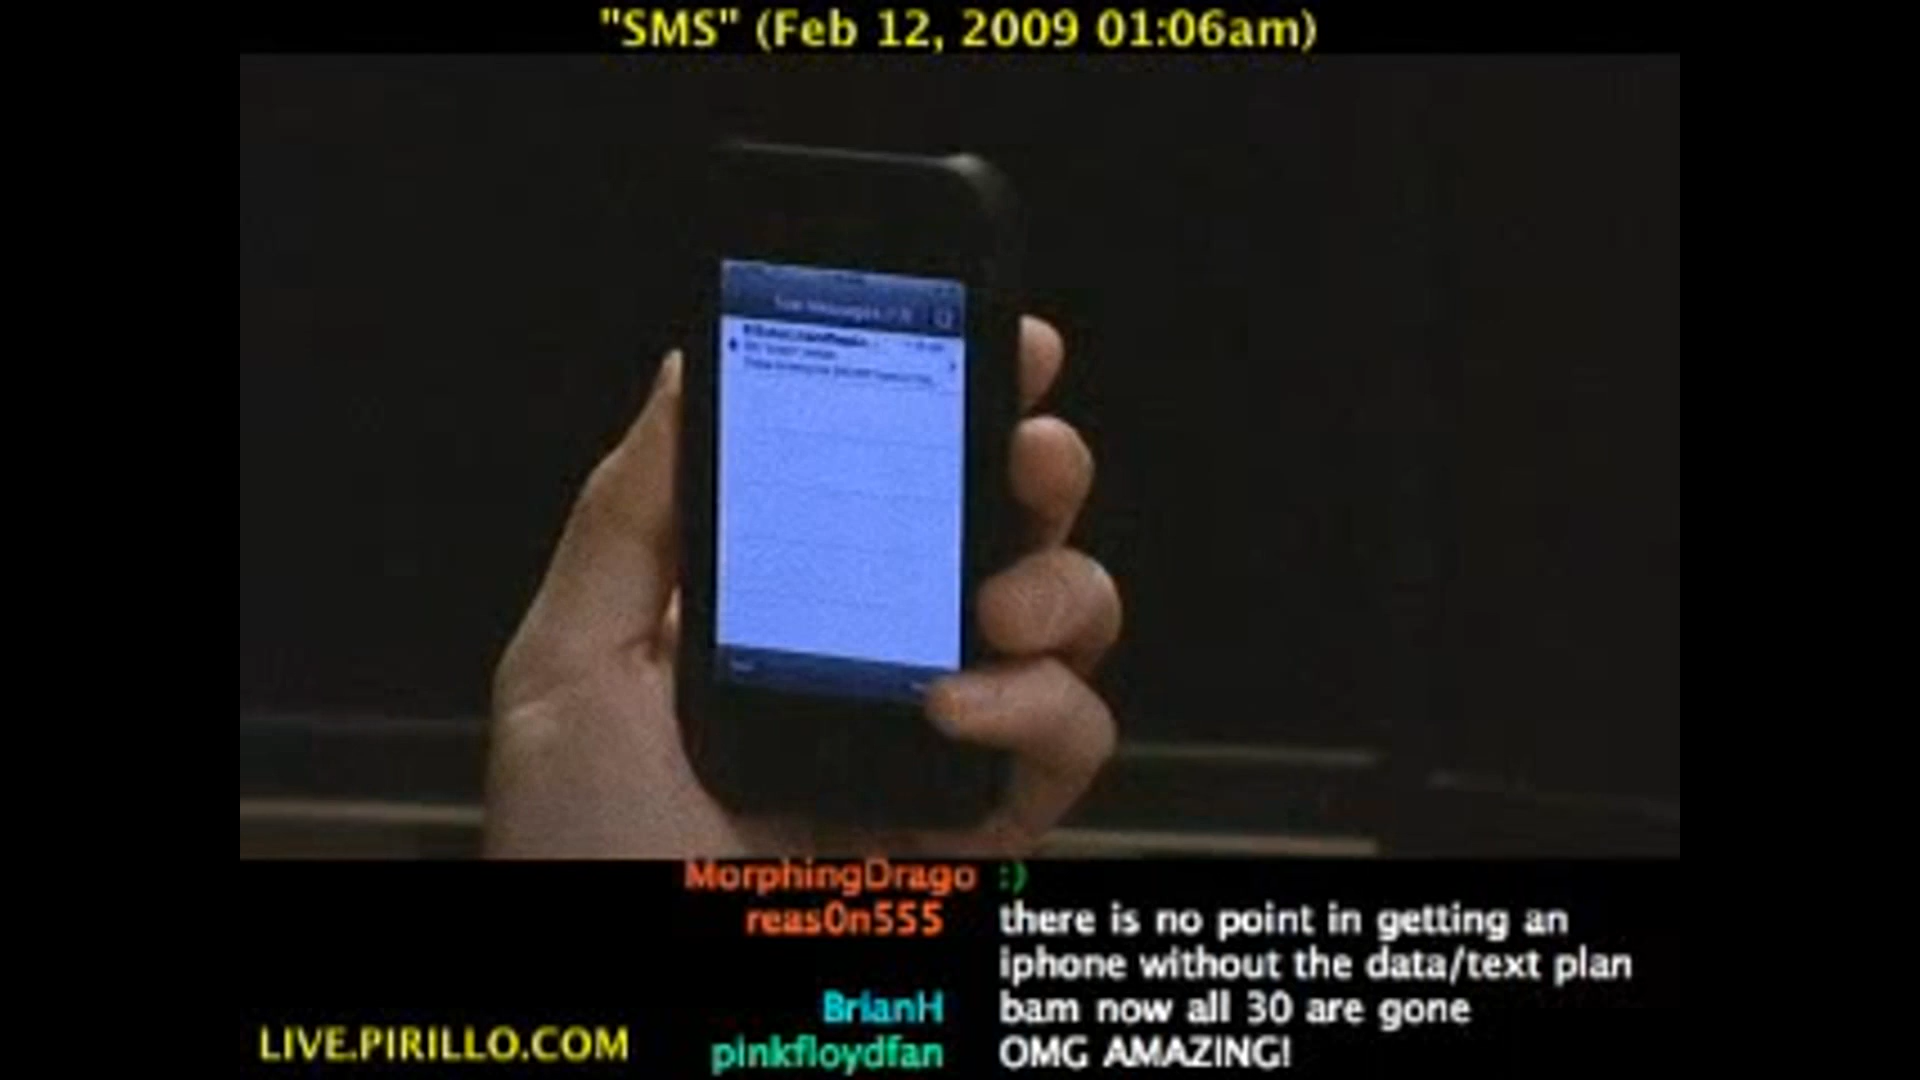 "SMS" (Feb 12, 2009 01:06am)
MorphingDrago :)
reas0n555 there is no point in getting an
iphone without the data/text plan
BrianH bam now all 30 are gone
pinkfloydfan OMG AMAZING!
LIVE.PIRILLO.COM